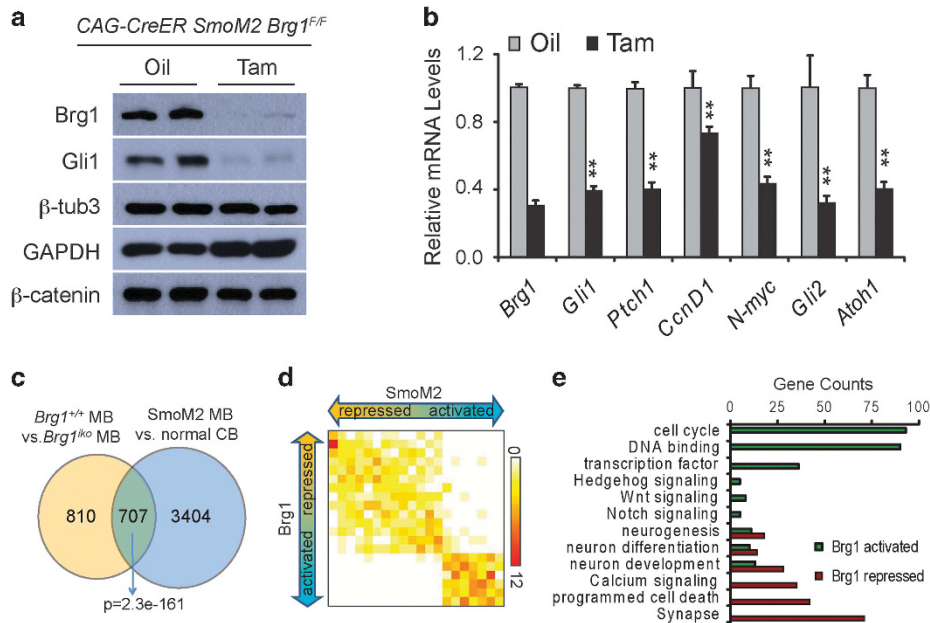 a
CAG-CreER SmoM2 Brg1F/F
Oil Tam
Brg1
Gli1
β-tub3
GAPDH
β-catenin
b
Oil Tam
Relative mRNA Levels
1.2
0.8
0.4
0.0
** ** ** ** ** **
Brg1 Gli1 Ptch1 CcnD1 N-myc Gli2 Atoh1
c
Brg1+/+ MB
vs.Brg1iko MB
SmoM2 MB
vs. normal CB
810 707 3404
p=2.3e-161
d
SmoM2
repressed activated
Brg1
activated repressed
0
12
e
Gene Counts
0 25 50 75 100
cell cycle
DNA binding
transcription factor
Hedgehog signaling
Wnt signaling
Notch signaling
neurogenesis
neuron differentiation
neuron development
Calcium signaling
programmed cell death
Synapse
Brg1 activated
Brg1 repressed